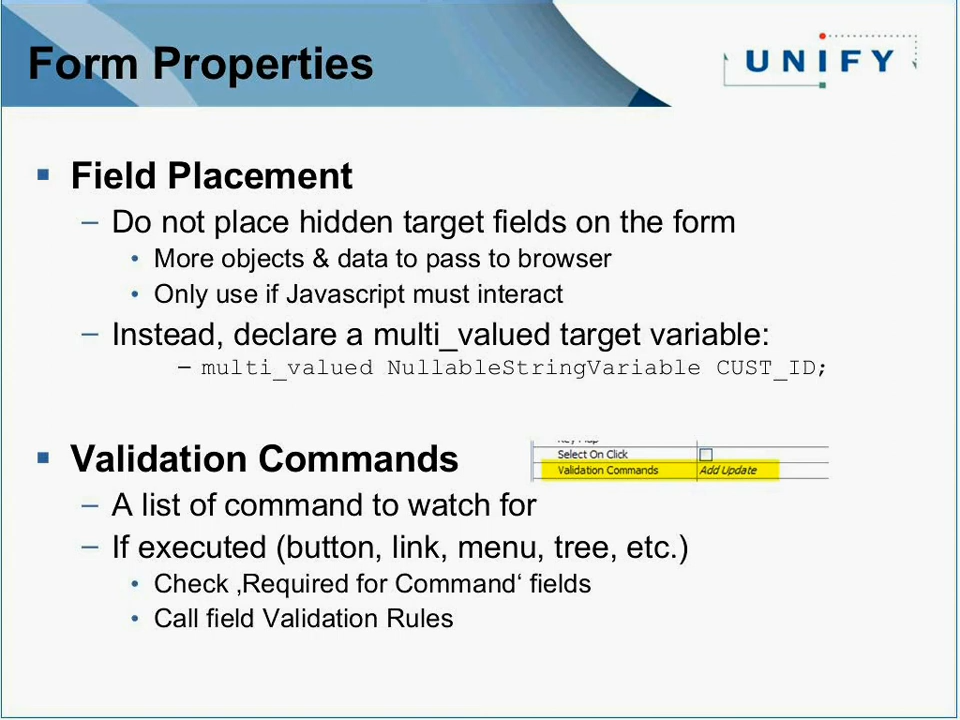 Form Properties
UNIFY
▪ Field Placement
– Do not place hidden target fields on the form
• More objects & data to pass to browser
• Only use if Javascript must interact
– Instead, declare a multi_valued target variable:
– multi_valued NullableStringVariable CUST_ID;
▪ Validation Commands
Key Map
Select On Click
Validation Commands Add Update
– A list of command to watch for
– If executed (button, link, menu, tree, etc.)
• Check ‚Required for Command‘ fields
• Call field Validation Rules